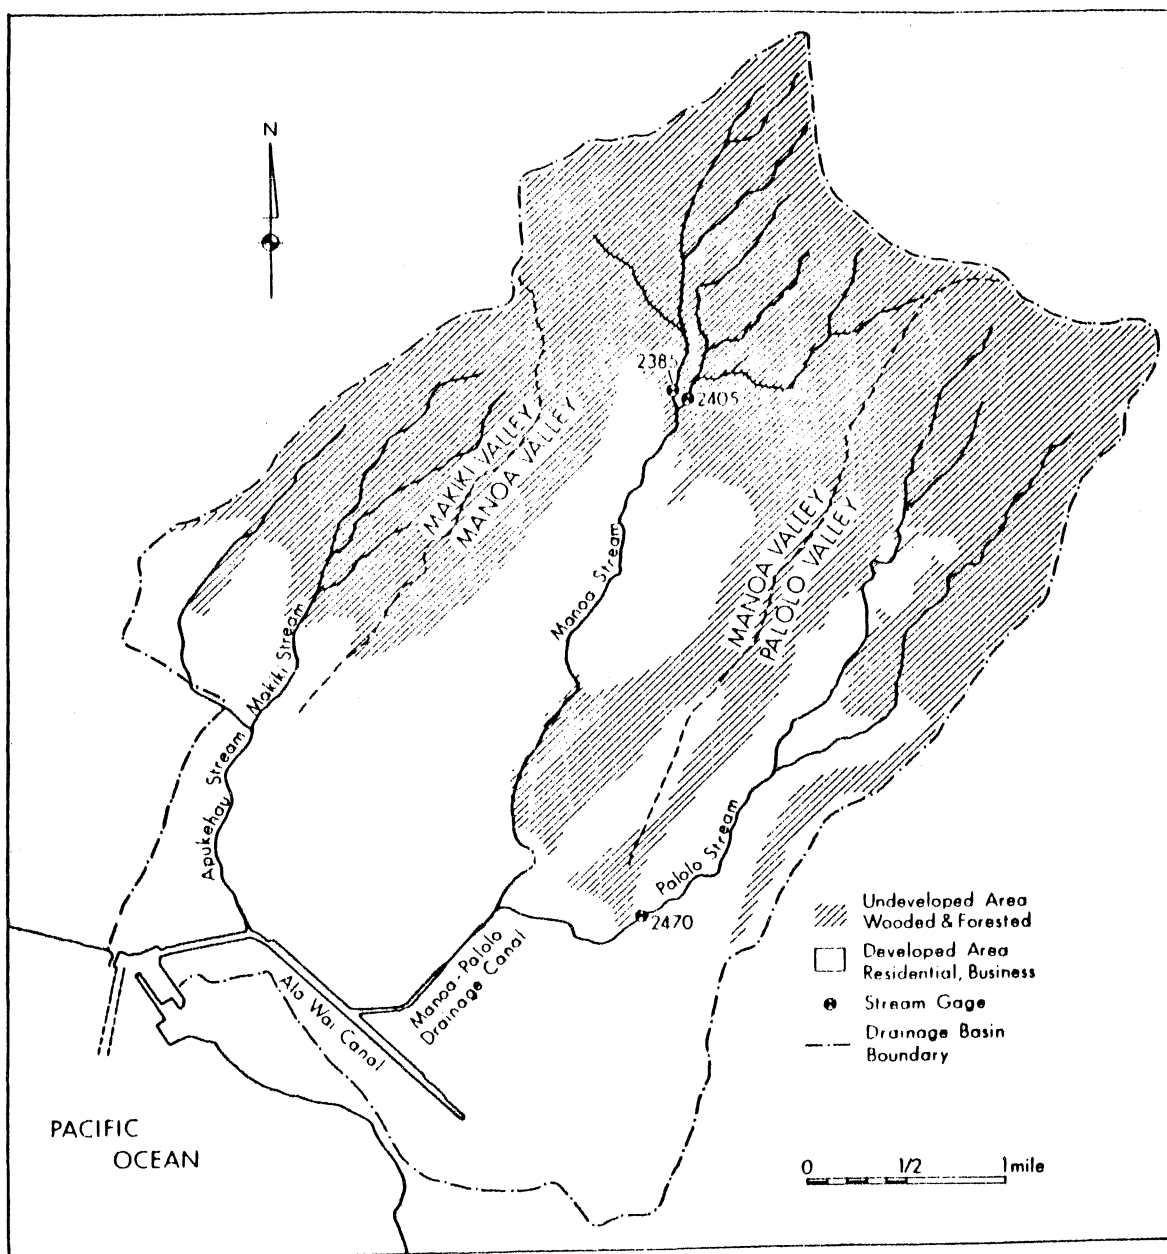 N
2385
2405
MAKIKI VALLEY
MANOA VALLEY
Manoa Stream
MANOA VALLEY
PALOLO VALLEY
Makiki Stream
Apukehau Stream
Palolo Stream
2470
Manoa-Palolo
Drainage Canal
Ala Wai Canal
PACIFIC
OCEAN
Undeveloped Area
Wooded & Forested
Developed Area
Residential, Business
Stream Gage
Drainage Basin
Boundary
0 1/2 1 mile